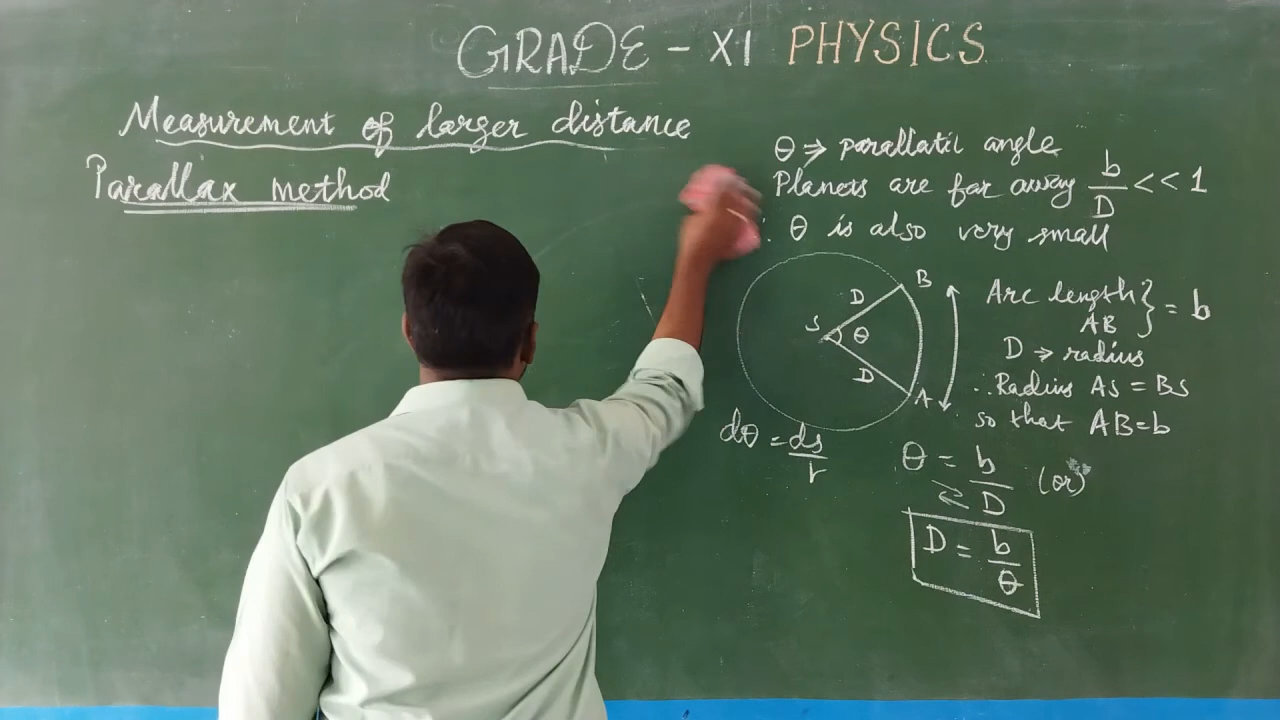 GRADE - XI PHYSICS
Measurement of larger distance
Parallax method
θ ⇒ parallatil angle
Planets are far away b/D << 1
∴ θ is also very small
B
D
S θ
D
A
Arc length AB } = b
D → radius
∴ Radius AS = BS
so that AB = b
dθ = ds/r
θ = b/D (or)
D = b/θ